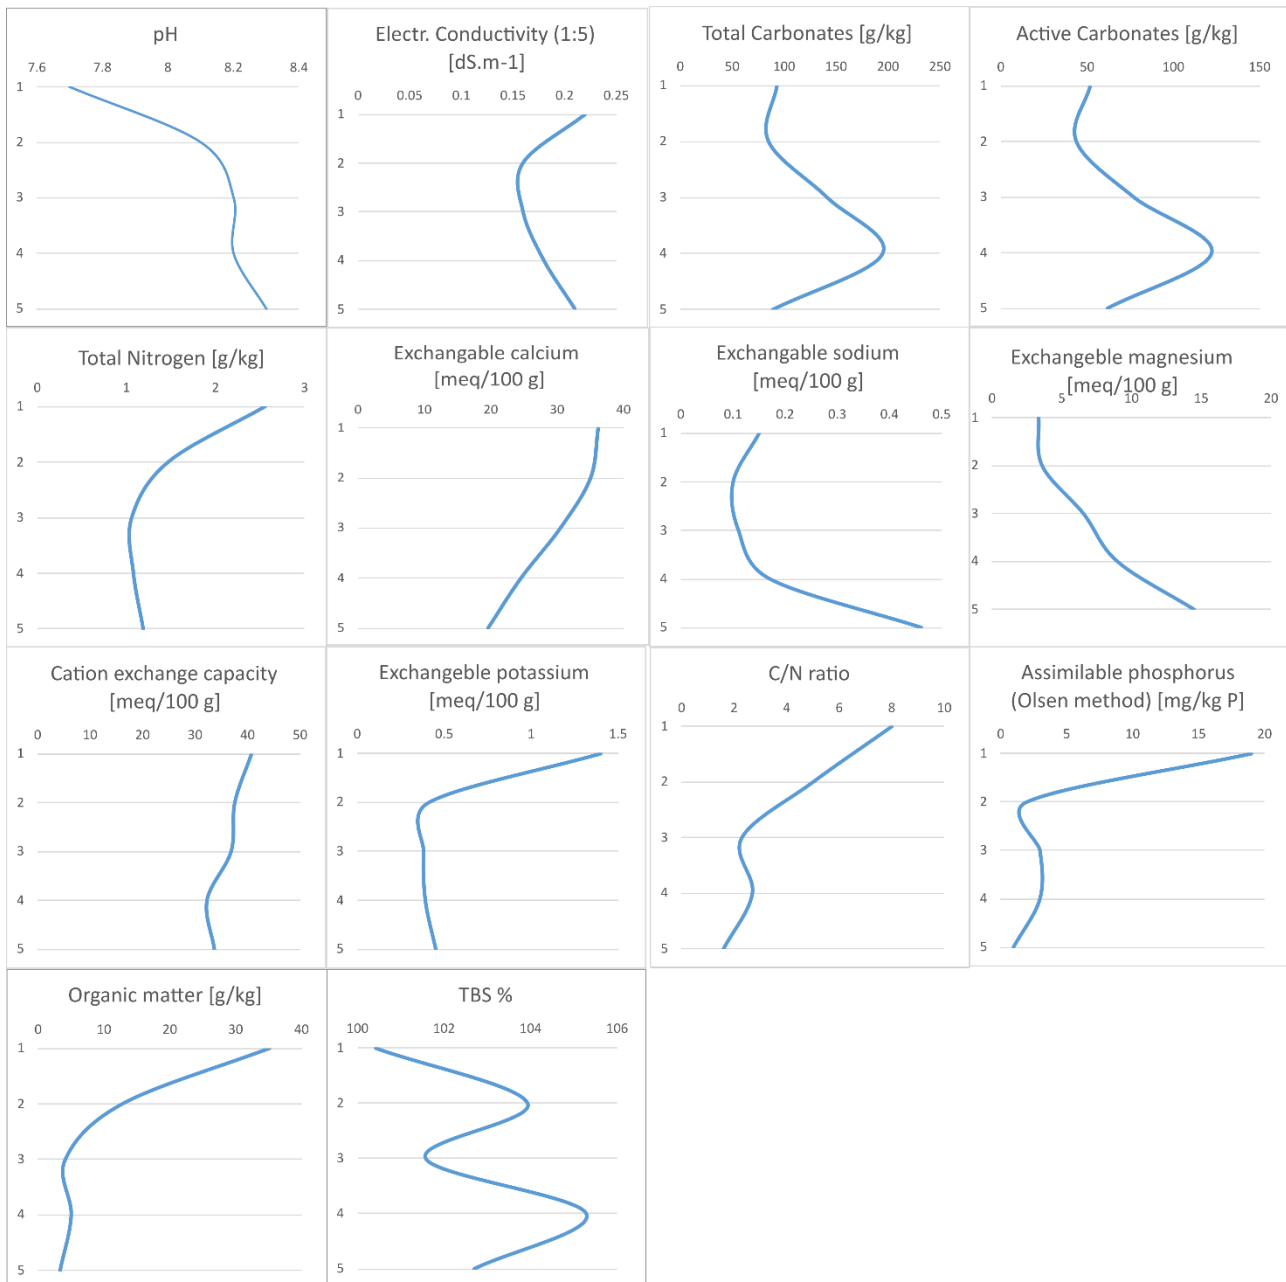 pH
7.6 7.8 8 8.2 8.4
1
2
3
4
5
Electr. Conductivity (1:5)
[dS.m-1]
0 0.05 0.1 0.15 0.2 0.25
1
2
3
4
5
Total Carbonates [g/kg]
0 50 100 150 200 250
1
2
3
4
5
Active Carbonates [g/kg]
0 50 100 150
1
2
3
4
5
Total Nitrogen [g/kg]
0 1 2 3
1
2
3
4
5
Exchangable calcium
[meq/100 g]
0 10 20 30 40
1
2
3
4
5
Exchangable sodium
[meq/100 g]
0 0.1 0.2 0.3 0.4 0.5
1
2
3
4
5
Exchangeble magnesium
[meq/100 g]
0 5 10 15 20
1
2
3
4
5
Cation exchange capacity
[meq/100 g]
0 10 20 30 40 50
1
2
3
4
5
Exchangeble potassium
[meq/100 g]
0 0.5 1 1.5
1
2
3
4
5
C/N ratio
0 2 4 6 8 10
1
2
3
4
5
Assimilable phosphorus
(Olsen method) [mg/kg P]
0 5 10 15 20
1
2
3
4
5
Organic matter [g/kg]
0 10 20 30 40
1
2
3
4
5
TBS %
100 102 104 106
1
2
3
4
5